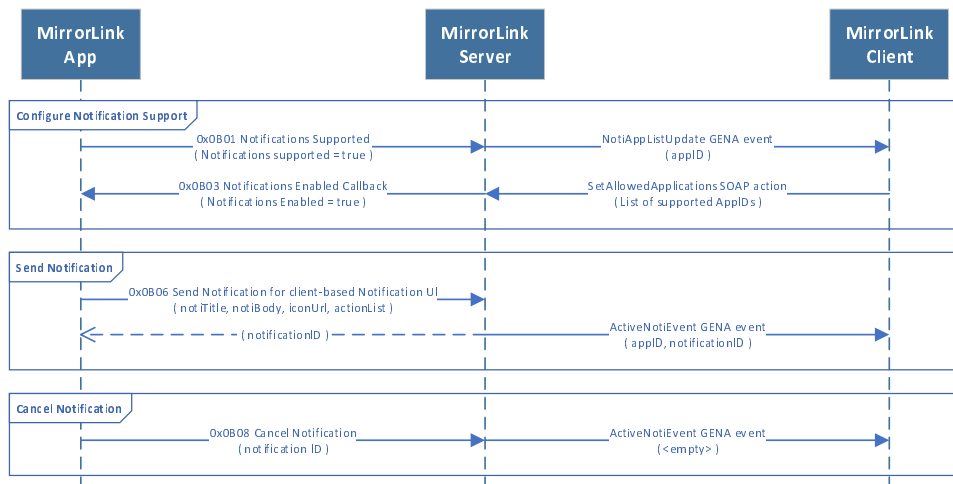 MirrorLink
App
MirrorLink
Server
MirrorLink
Client
Configure Notification Support
0x0B01 Notifications Supported
( Notifications supported = true )
NotiAppListUpdate GENA event
( appID )
0x0B03 Notifications Enabled Callback
( Notifications Enabled = true )
SetAllowedApplications SOAP action
( List of supported AppIDs )
Send Notification
0x0B06 Send Notification for client-based Notification UI
( notiTitle, notiBody, iconUrl, actionList )
( notificationID )
ActiveNotiEvent GENA event
( appID, notificationID )
Cancel Notification
0x0B08 Cancel Notification
( notification ID )
ActiveNotiEvent GENA event
( <empty> )